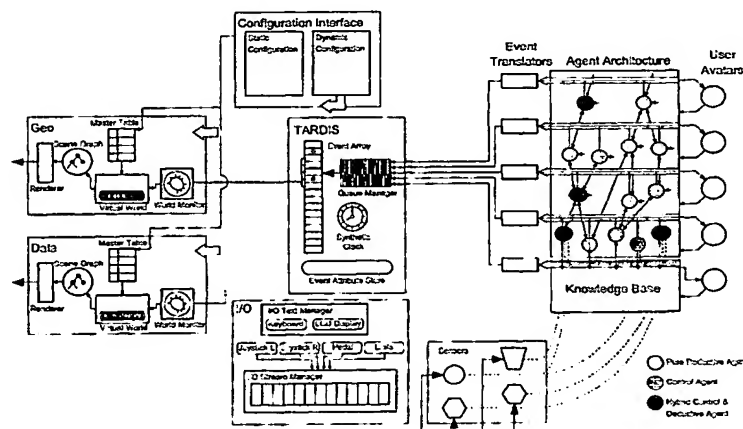 Configuration Interface
Static
Configuration
Dynamic
Configuration
Event
Translators
Agent Architecture
User
Avatars
Geo
Master Table
Scene Graph
Renderer
Virtual World
World Monitor
TARDIS
Event Array
Queue Manager
Synthetic
Clock
Event Attribute Store
Data
Master Table
Scene Graph
Renderer
Virtual World
World Monitor
Knowledge Base
I/O
I/O Text Manager
Keyboard
LCD Display
Joystick L
Joystick R
Pedal
I/O Stream Manager
Sensors
Pure Deductive Agent
Control Agent
Hybrid Control &
Deductive Agent